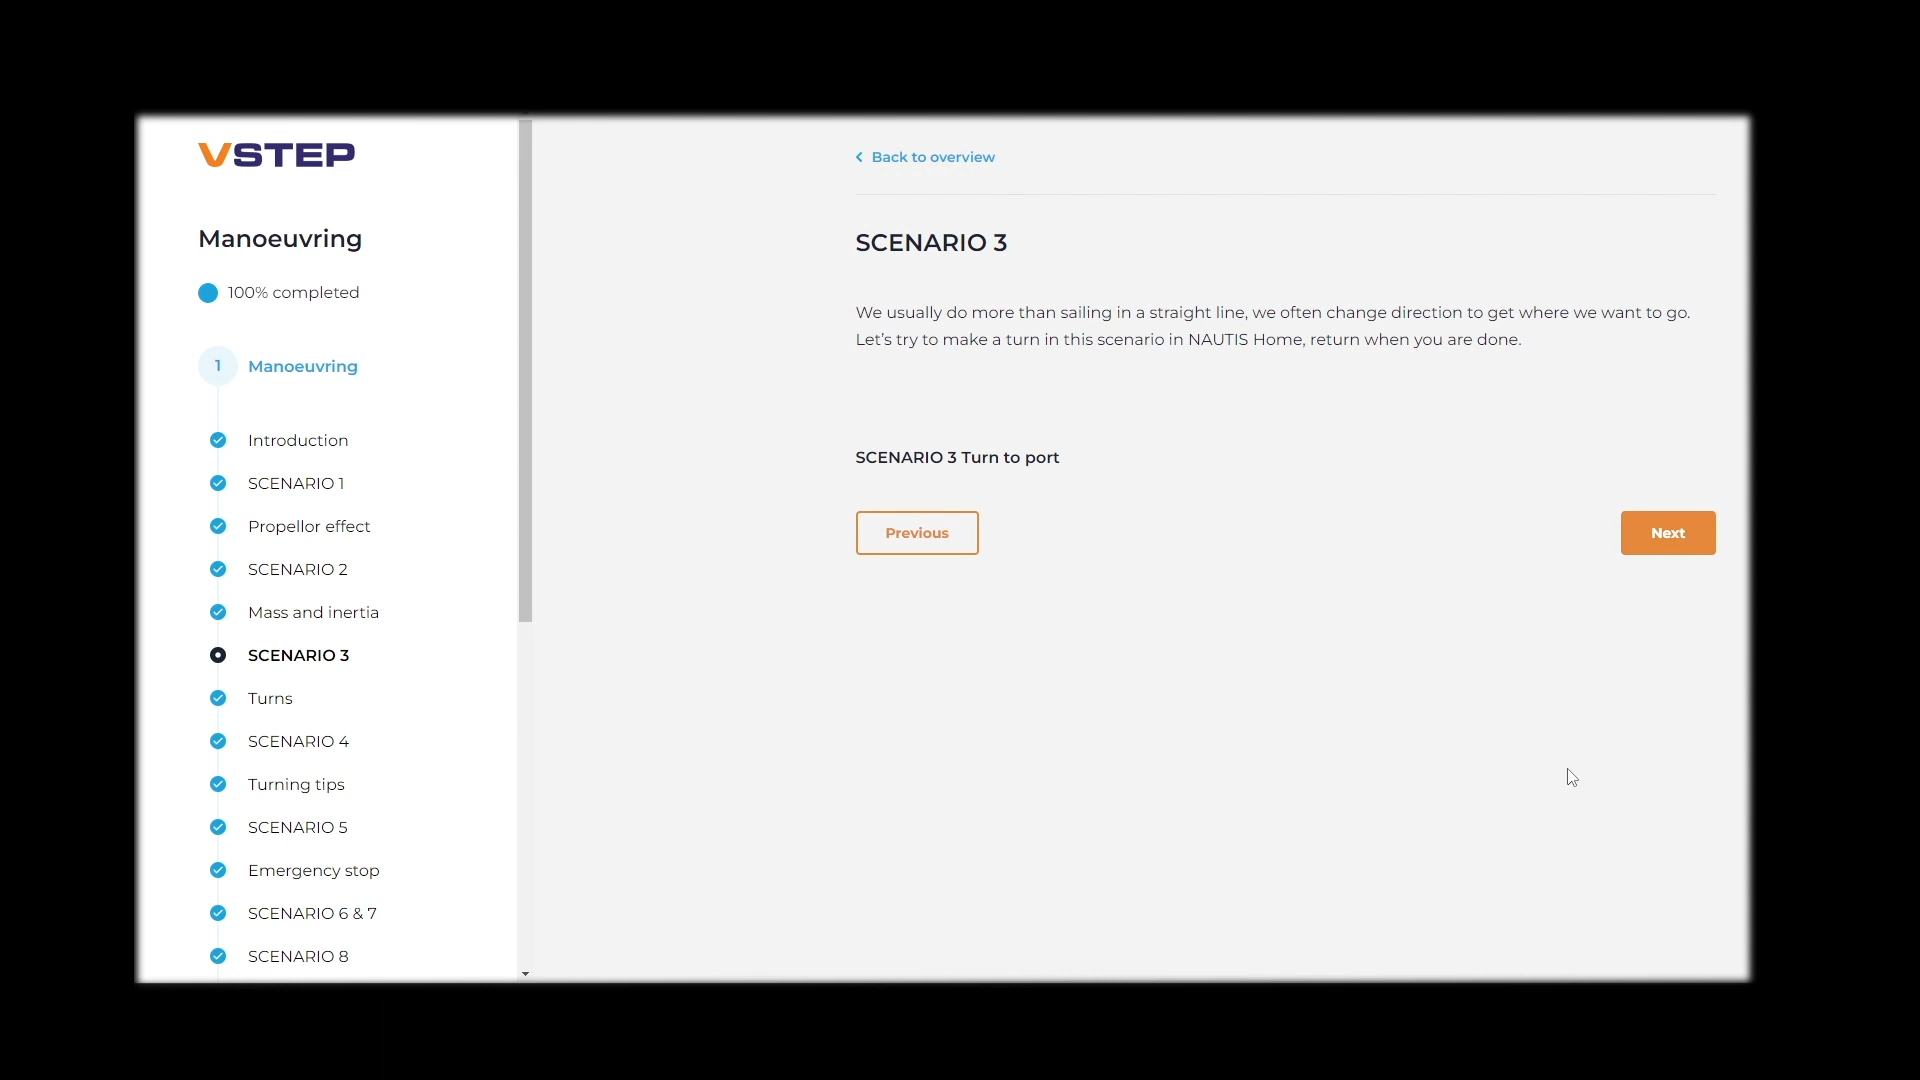 VSTEP
Manoeuvring
100% completed
1 Manoeuvring
Introduction
SCENARIO 1
Propellor effect
SCENARIO 2
Mass and inertia
SCENARIO 3
Turns
SCENARIO 4
Turning tips
SCENARIO 5
Emergency stop
SCENARIO 6 & 7
SCENARIO 8
Back to overview
SCENARIO 3
We usually do more than sailing in a straight line, we often change direction to get where we want to go.
Let's try to make a turn in this scenario in NAUTIS Home, return when you are done.
SCENARIO 3 Turn to port
Previous
Next